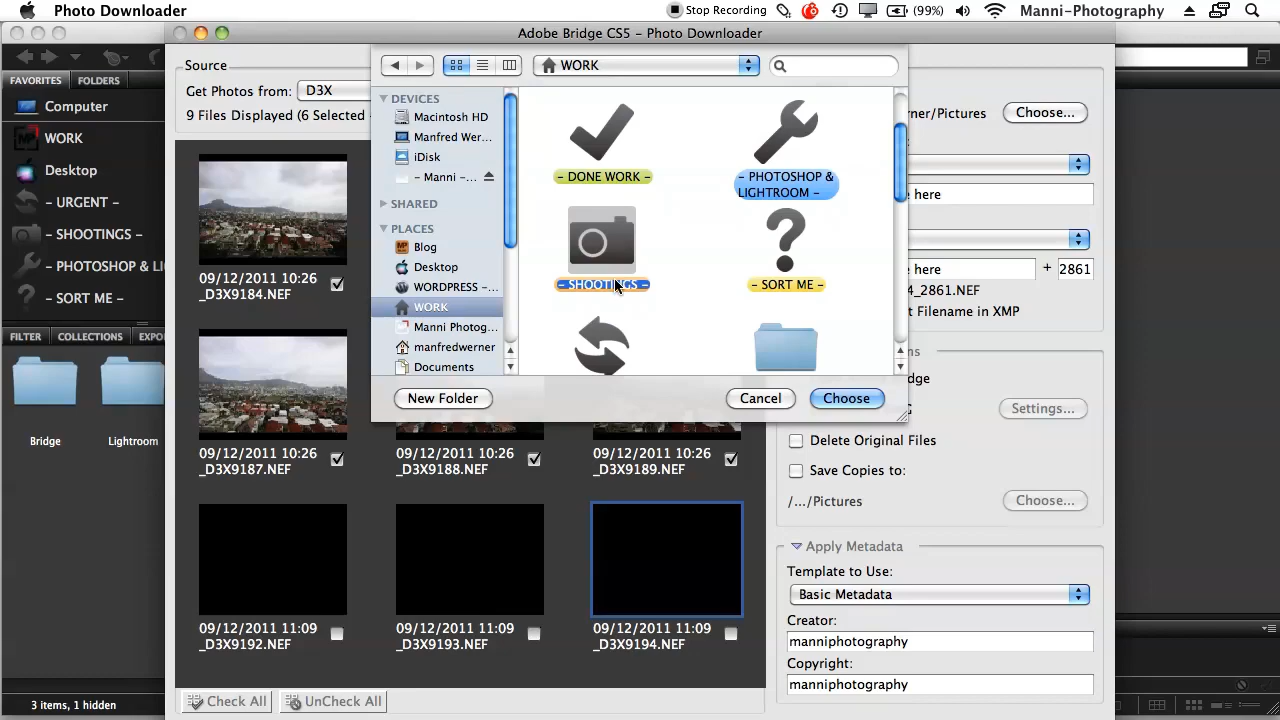 Photo Downloader
Stop Recording
(99%)
Manni-Photography
Adobe Bridge CS5 – Photo Downloader
FAVORITES
FOLDERS
Computer
WORK
Desktop
– URGENT –
– SHOOTINGS –
– PHOTOSHOP & LI
– SORT ME –
FILTER
COLLECTIONS
EXPO
Bridge
Lightroom
3 items, 1 hidden
Source
Get Photos from:
D3X
9 Files Displayed (6 Selected -
WORK
DEVICES
Macintosh HD
Manfred Wer...
iDisk
– Manni –...
SHARED
PLACES
Blog
Desktop
WORDPRESS –...
WORK
Manni Photog...
manfredwerner
Documents
– DONE WORK –
– PHOTOSHOP &
LIGHTROOM –
– SHOOTINGS –
– SORT ME –
New Folder
Cancel
Choose
09/12/2011 10:26
_D3X9184.NEF
09/12/2011 10:26
_D3X9187.NEF
09/12/2011 10:26
_D3X9188.NEF
09/12/2011 10:26
_D3X9189.NEF
09/12/2011 11:09
_D3X9192.NEF
09/12/2011 11:09
_D3X9193.NEF
09/12/2011 11:09
_D3X9194.NEF
Check All
UnCheck All
rner/Pictures
Choose...
here
here
+
2861
4_2861.NEF
t Filename in XMP
ns
dge
Settings...
Delete Original Files
Save Copies to:
/.../Pictures
Choose...
Apply Metadata
Template to Use:
Basic Metadata
Creator:
manniphotography
Copyright:
manniphotography